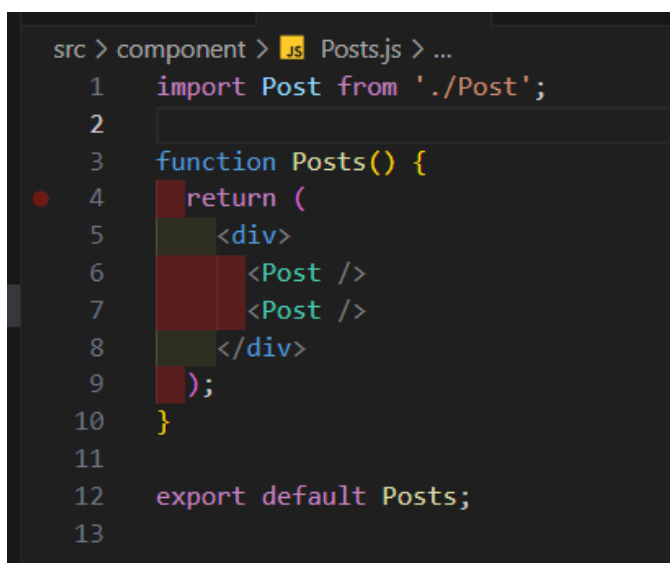 src > component > JS Posts.js > ...
1 import Post from './Post';
2
3 function Posts() {
4   return (
5     <div>
6       <Post />
7       <Post />
8     </div>
9   );
10 }
11
12 export default Posts;
13